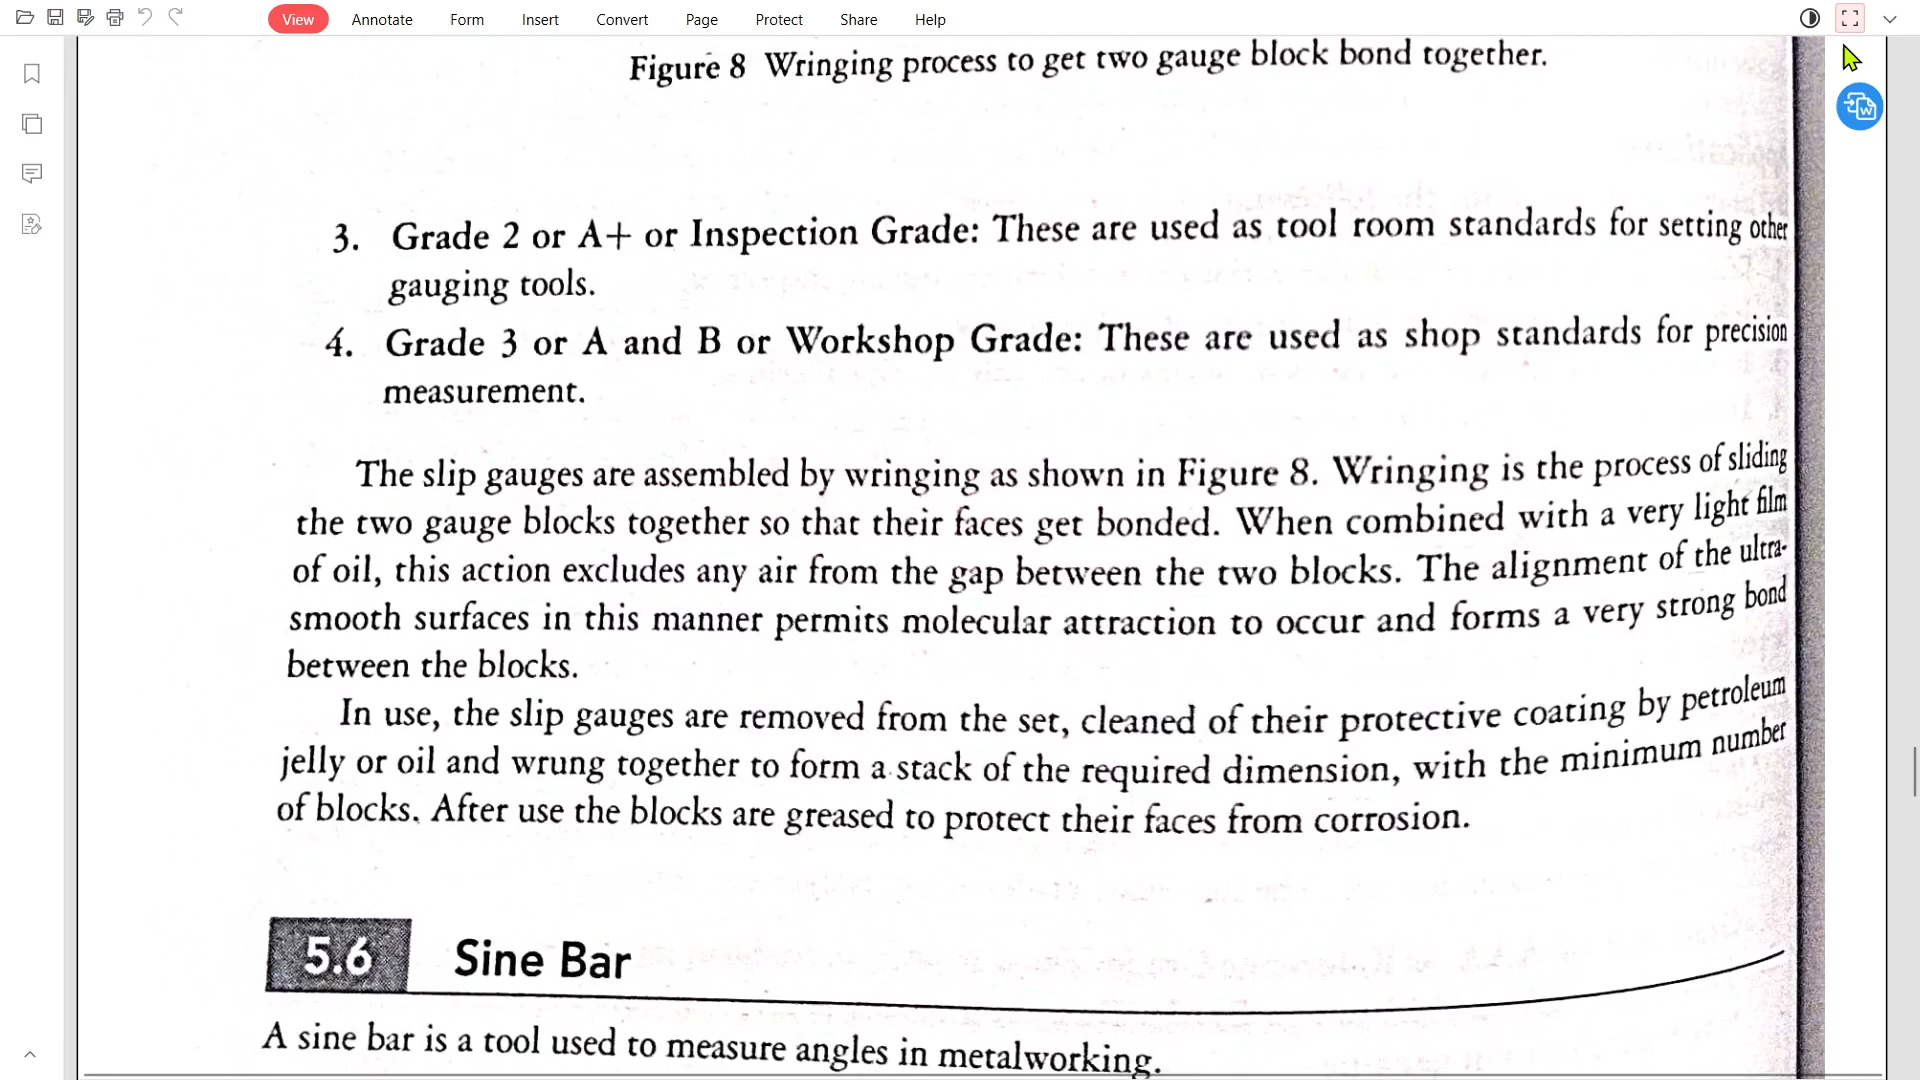 View Annotate Form Insert Convert Page Protect Share Help
Figure 8 Wringing process to get two gauge block bond together.
3. Grade 2 or A+ or Inspection Grade: These are used as tool room standards for setting other
gauging tools.
4. Grade 3 or A and B or Workshop Grade: These are used as shop standards for precision
measurement.
The slip gauges are assembled by wringing as shown in Figure 8. Wringing is the process of sliding
the two gauge blocks together so that their faces get bonded. When combined with a very light film
of oil, this action excludes any air from the gap between the two blocks. The alignment of the ultra-
smooth surfaces in this manner permits molecular attraction to occur and forms a very strong bond
between the blocks.
In use, the slip gauges are removed from the set, cleaned of their protective coating by petroleum
jelly or oil and wrung together to form a stack of the required dimension, with the minimum number
of blocks. After use the blocks are greased to protect their faces from corrosion.
5.6 Sine Bar
A sine bar is a tool used to measure angles in metalworking.